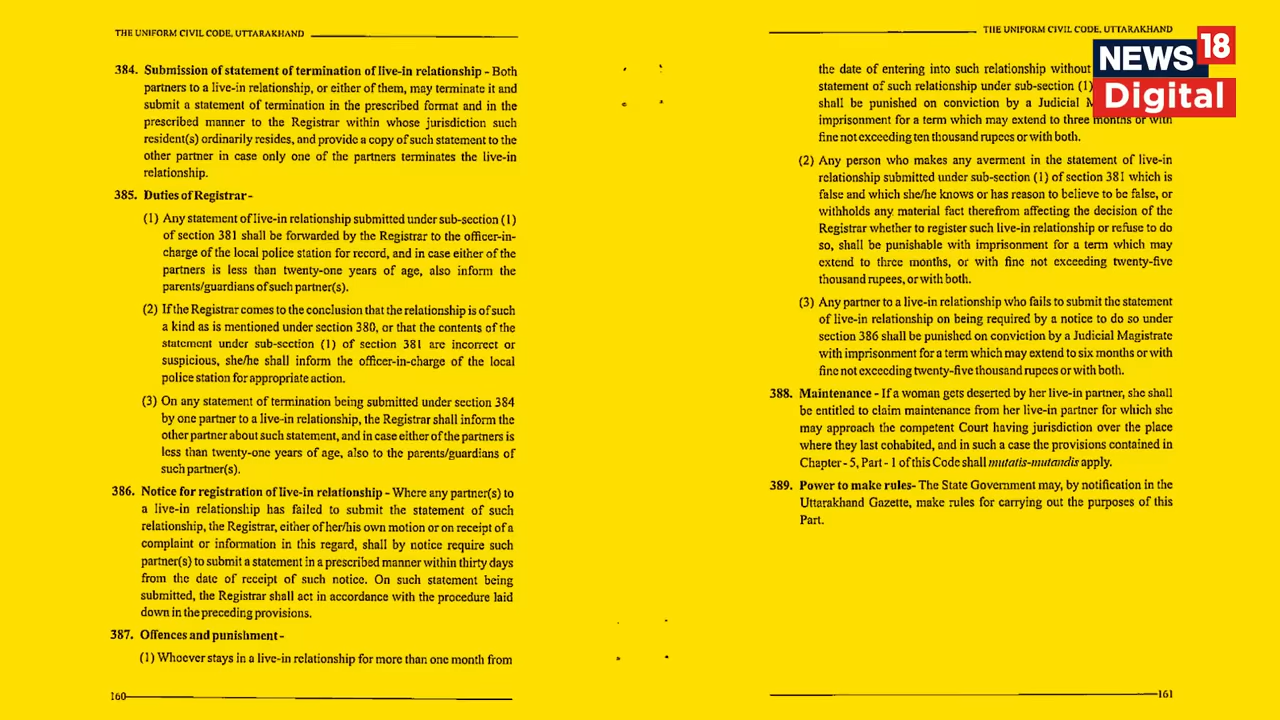 THE UNIFORM CIVIL CODE, UTTARAKHAND
384. Submission of statement of termination of live-in relationship - Both
partners to a live-in relationship, or either of them, may terminate it and
submit a statement of termination in the prescribed format and in the
prescribed manner to the Registrar within whose jurisdiction such
resident(s) ordinarily resides, and provide a copy of such statement to the
other partner in case only one of the partners terminates the live-in
relationship.
385. Duties of Registrar -
(1) Any statement of live-in relationship submitted under sub-section (1)
of section 381 shall be forwarded by the Registrar to the officer-in-
charge of the local police station for record, and in case either of the
partners is less than twenty-one years of age, also inform the
parents/guardians of such partner(s).
(2) If the Registrar comes to the conclusion that the relationship is of such
a kind as is mentioned under section 380, or that the contents of the
statement under sub-section (1) of section 381 are incorrect or
suspicious, she/he shall inform the officer-in-charge of the local
police station for appropriate action.
(3) On any statement of termination being submitted under section 384
by one partner to a live-in relationship, the Registrar shall inform the
other partner about such statement, and in case either of the partners is
less than twenty-one years of age, also to the parents/guardians of
such partner(s).
386. Notice for registration of live-in relationship - Where any partner(s) to
a live-in relationship has failed to submit the statement of such
relationship, the Registrar, either of her/his own motion or on receipt of a
complaint or information in this regard, shall by notice require such
partner(s) to submit a statement in a prescribed manner within thirty days
from the date of receipt of such notice. On such statement being
submitted, the Registrar shall act in accordance with the procedure laid
down in the preceding provisions.
387. Offences and punishment -
(1) Whoever stays in a live-in relationship for more than one month from
160
THE UNIFORM CIVIL CODE, UTTARAKHAND
the date of entering into such relationship without
statement of such relationship under sub-section (1)
shall be punished on conviction by a Judicial M
imprisonment for a term which may extend to three months or with
fine not exceeding ten thousand rupees or with both.
(2) Any person who makes any averment in the statement of live-in
relationship submitted under sub-section (1) of section 381 which is
false and which she/he knows or has reason to believe to be false, or
withholds any material fact therefrom affecting the decision of the
Registrar whether to register such live-in relationship or refuse to do
so, shall be punishable with imprisonment for a term which may
extend to three months, or with fine not exceeding twenty-five
thousand rupees, or with both.
(3) Any partner to a live-in relationship who fails to submit the statement
of live-in relationship on being required by a notice to do so under
section 386 shall be punished on conviction by a Judicial Magistrate
with imprisonment for a term which may extend to six months or with
fine not exceeding twenty-five thousand rupees or with both.
388. Maintenance - If a woman gets deserted by her live-in partner, she shall
be entitled to claim maintenance from her live-in partner for which she
may approach the competent Court having jurisdiction over the place
where they last cohabited, and in such a case the provisions contained in
Chapter - 5, Part - 1 of this Code shall mutatis-mutandis apply.
389. Power to make rules- The State Government may, by notification in the
Uttarakhand Gazette, make rules for carrying out the purposes of this
Part.
161
NEWS 18
Digital